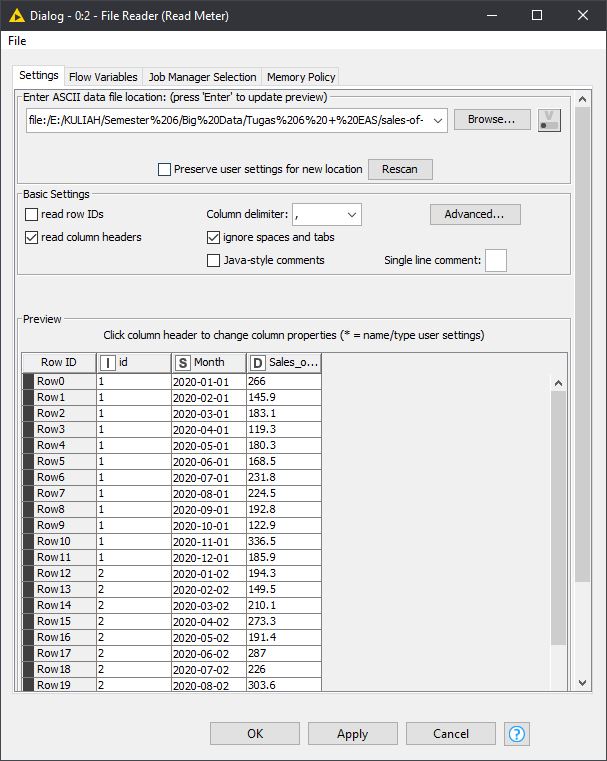 Dialog - 0:2 - File Reader (Read Meter)
File
Settings Flow Variables Job Manager Selection Memory Policy
Enter ASCII data file location: (press 'Enter' to update preview)
file:/E:/KULIAH/Semester%206/Big%20Data/Tugas%206%20+%20EAS/sales-of- Browse... V
Preserve user settings for new location Rescan
Basic Settings
read row IDs Column delimiter: , Advanced...
read column headers ignore spaces and tabs
Java-style comments Single line comment:
Preview
Click column header to change column properties (* = name/type user settings)
Row ID I id S Month D Sales_o...
Row0 1 2020-01-01 266
Row1 1 2020-02-01 145.9
Row2 1 2020-03-01 183.1
Row3 1 2020-04-01 119.3
Row4 1 2020-05-01 180.3
Row5 1 2020-06-01 168.5
Row6 1 2020-07-01 231.8
Row7 1 2020-08-01 224.5
Row8 1 2020-09-01 192.8
Row9 1 2020-10-01 122.9
Row10 1 2020-11-01 336.5
Row11 1 2020-12-01 185.9
Row12 2 2020-01-02 194.3
Row13 2 2020-02-02 149.5
Row14 2 2020-03-02 210.1
Row15 2 2020-04-02 273.3
Row16 2 2020-05-02 191.4
Row17 2 2020-06-02 287
Row18 2 2020-07-02 226
Row19 2 2020-08-02 303.6
OK Apply Cancel ?